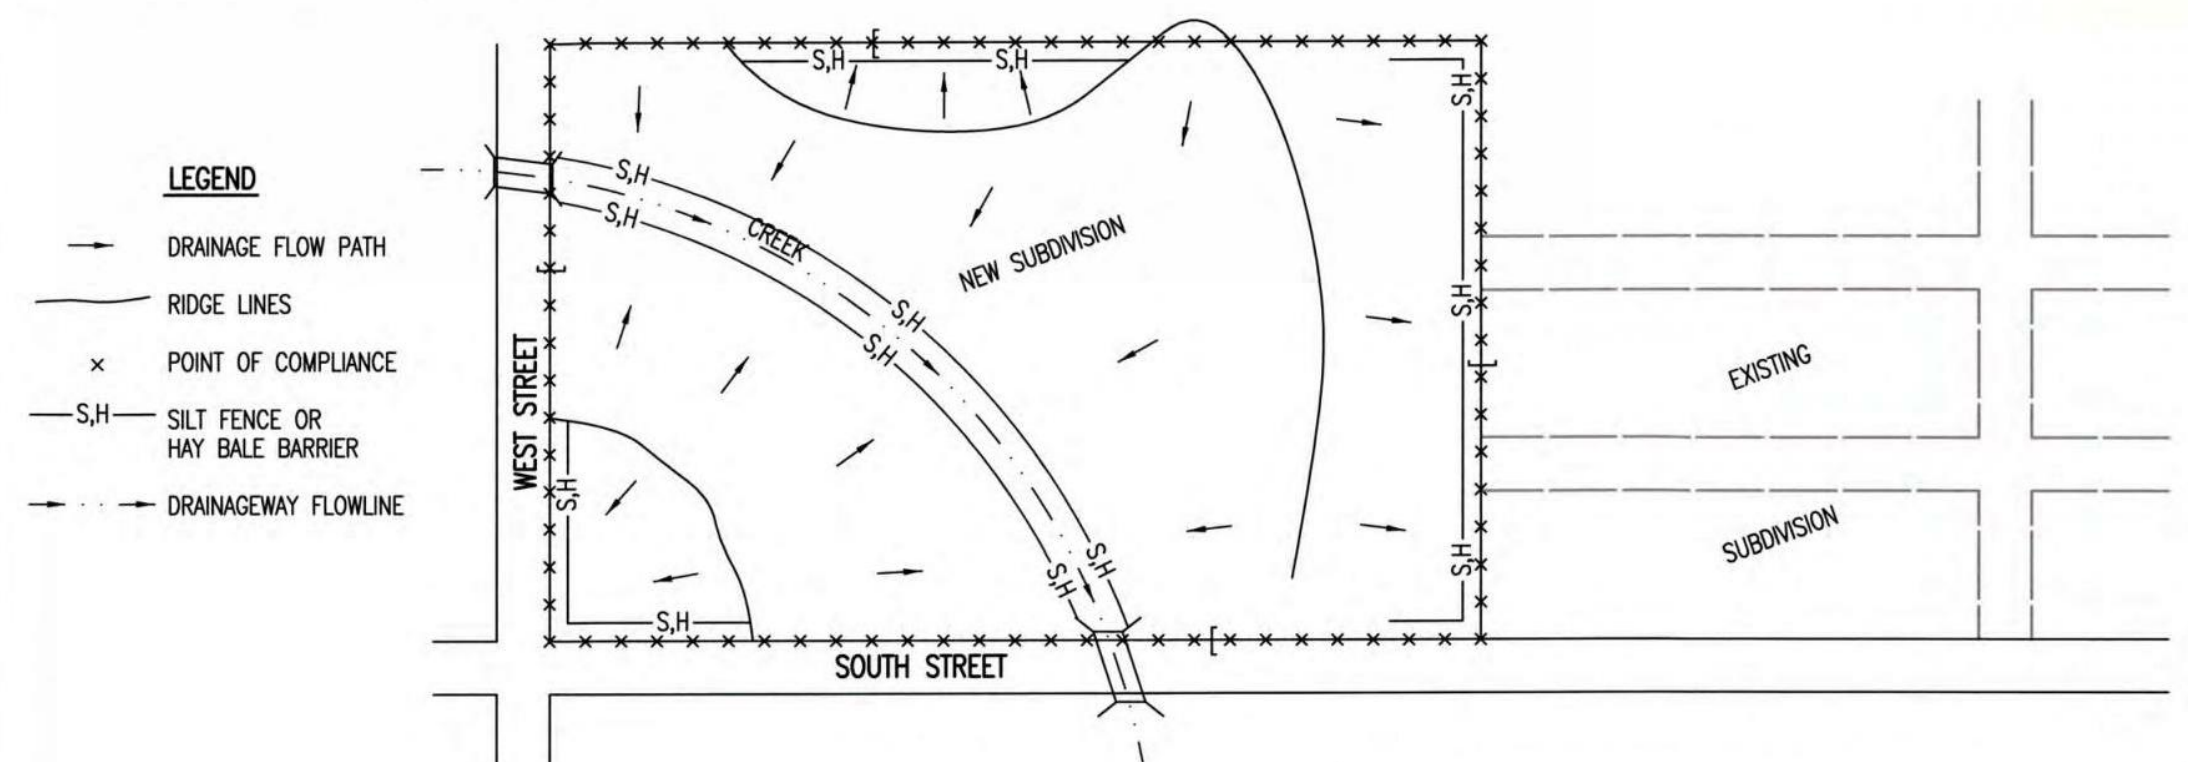 LEGEND
DRAINAGE FLOW PATH
RIDGE LINES
× POINT OF COMPLIANCE
S,H SILT FENCE OR
HAY BALE BARRIER
DRAINAGEWAY FLOWLINE
S,H
S,H
S,H
S,H
S,H
CREEK
NEW SUBDIVISION
S,H
S,H
S,H
WEST STREET
EXISTING
S,H
SUBDIVISION
S,H
S,H
S,H
S,H
SOUTH STREET